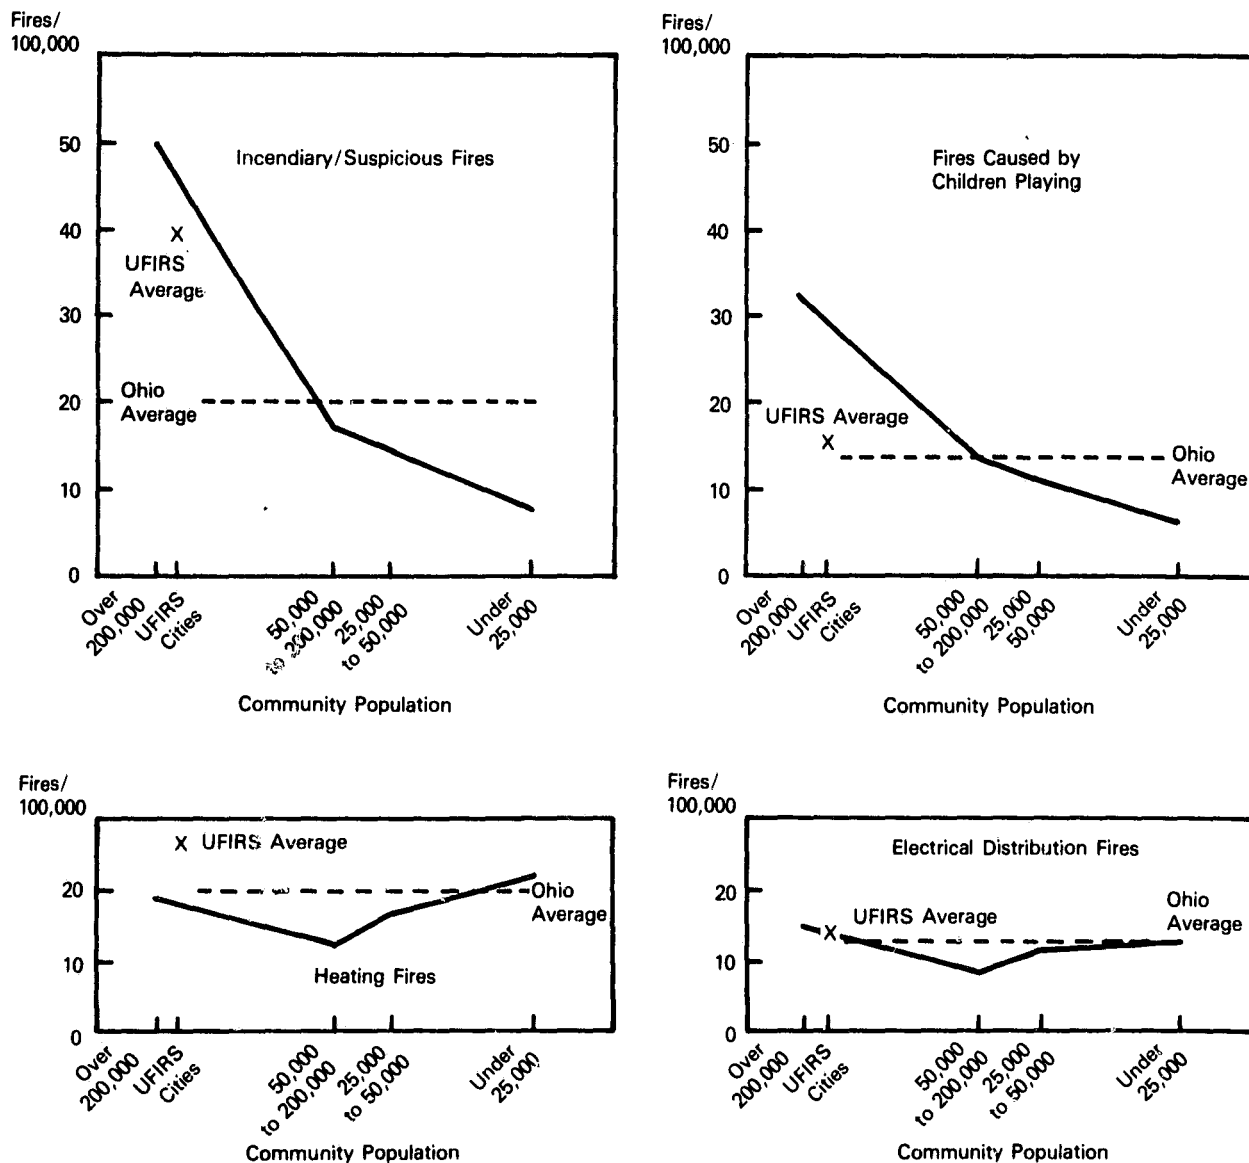 Fires/
100,000
50
40
30
20
10
0
Incendiary/Suspicious Fires
X
UFIRS
Average
Ohio
Average
Over
200,000
UFIRS
Cities
50,000
to 200,000
25,000
to 50,000
Under
25,000
Community Population
Fires/
100,000
50
40
30
20
10
0
Fires Caused by
Children Playing
UFIRS Average
X
Ohio
Average
Over
200,000
UFIRS
Cities
50,000
to 200,000
25,000
50,000
Under
25,000
Community Population
Fires/
100,000
20
10
0
X UFIRS Average
Ohio
Average
Heating Fires
Over
200,000
UFIRS
Cities
50,000
to 200,000
25,000
to 50,000
Under
25,000
Community Population
Fires/
100,000
20
10
0
Electrical Distribution Fires
UFIRS Average
X
Ohio
Average
Over
200,000
UFIRS
Cities
50,000
to 200,000
25,000
to 50,000
Under
25,000
Community Population